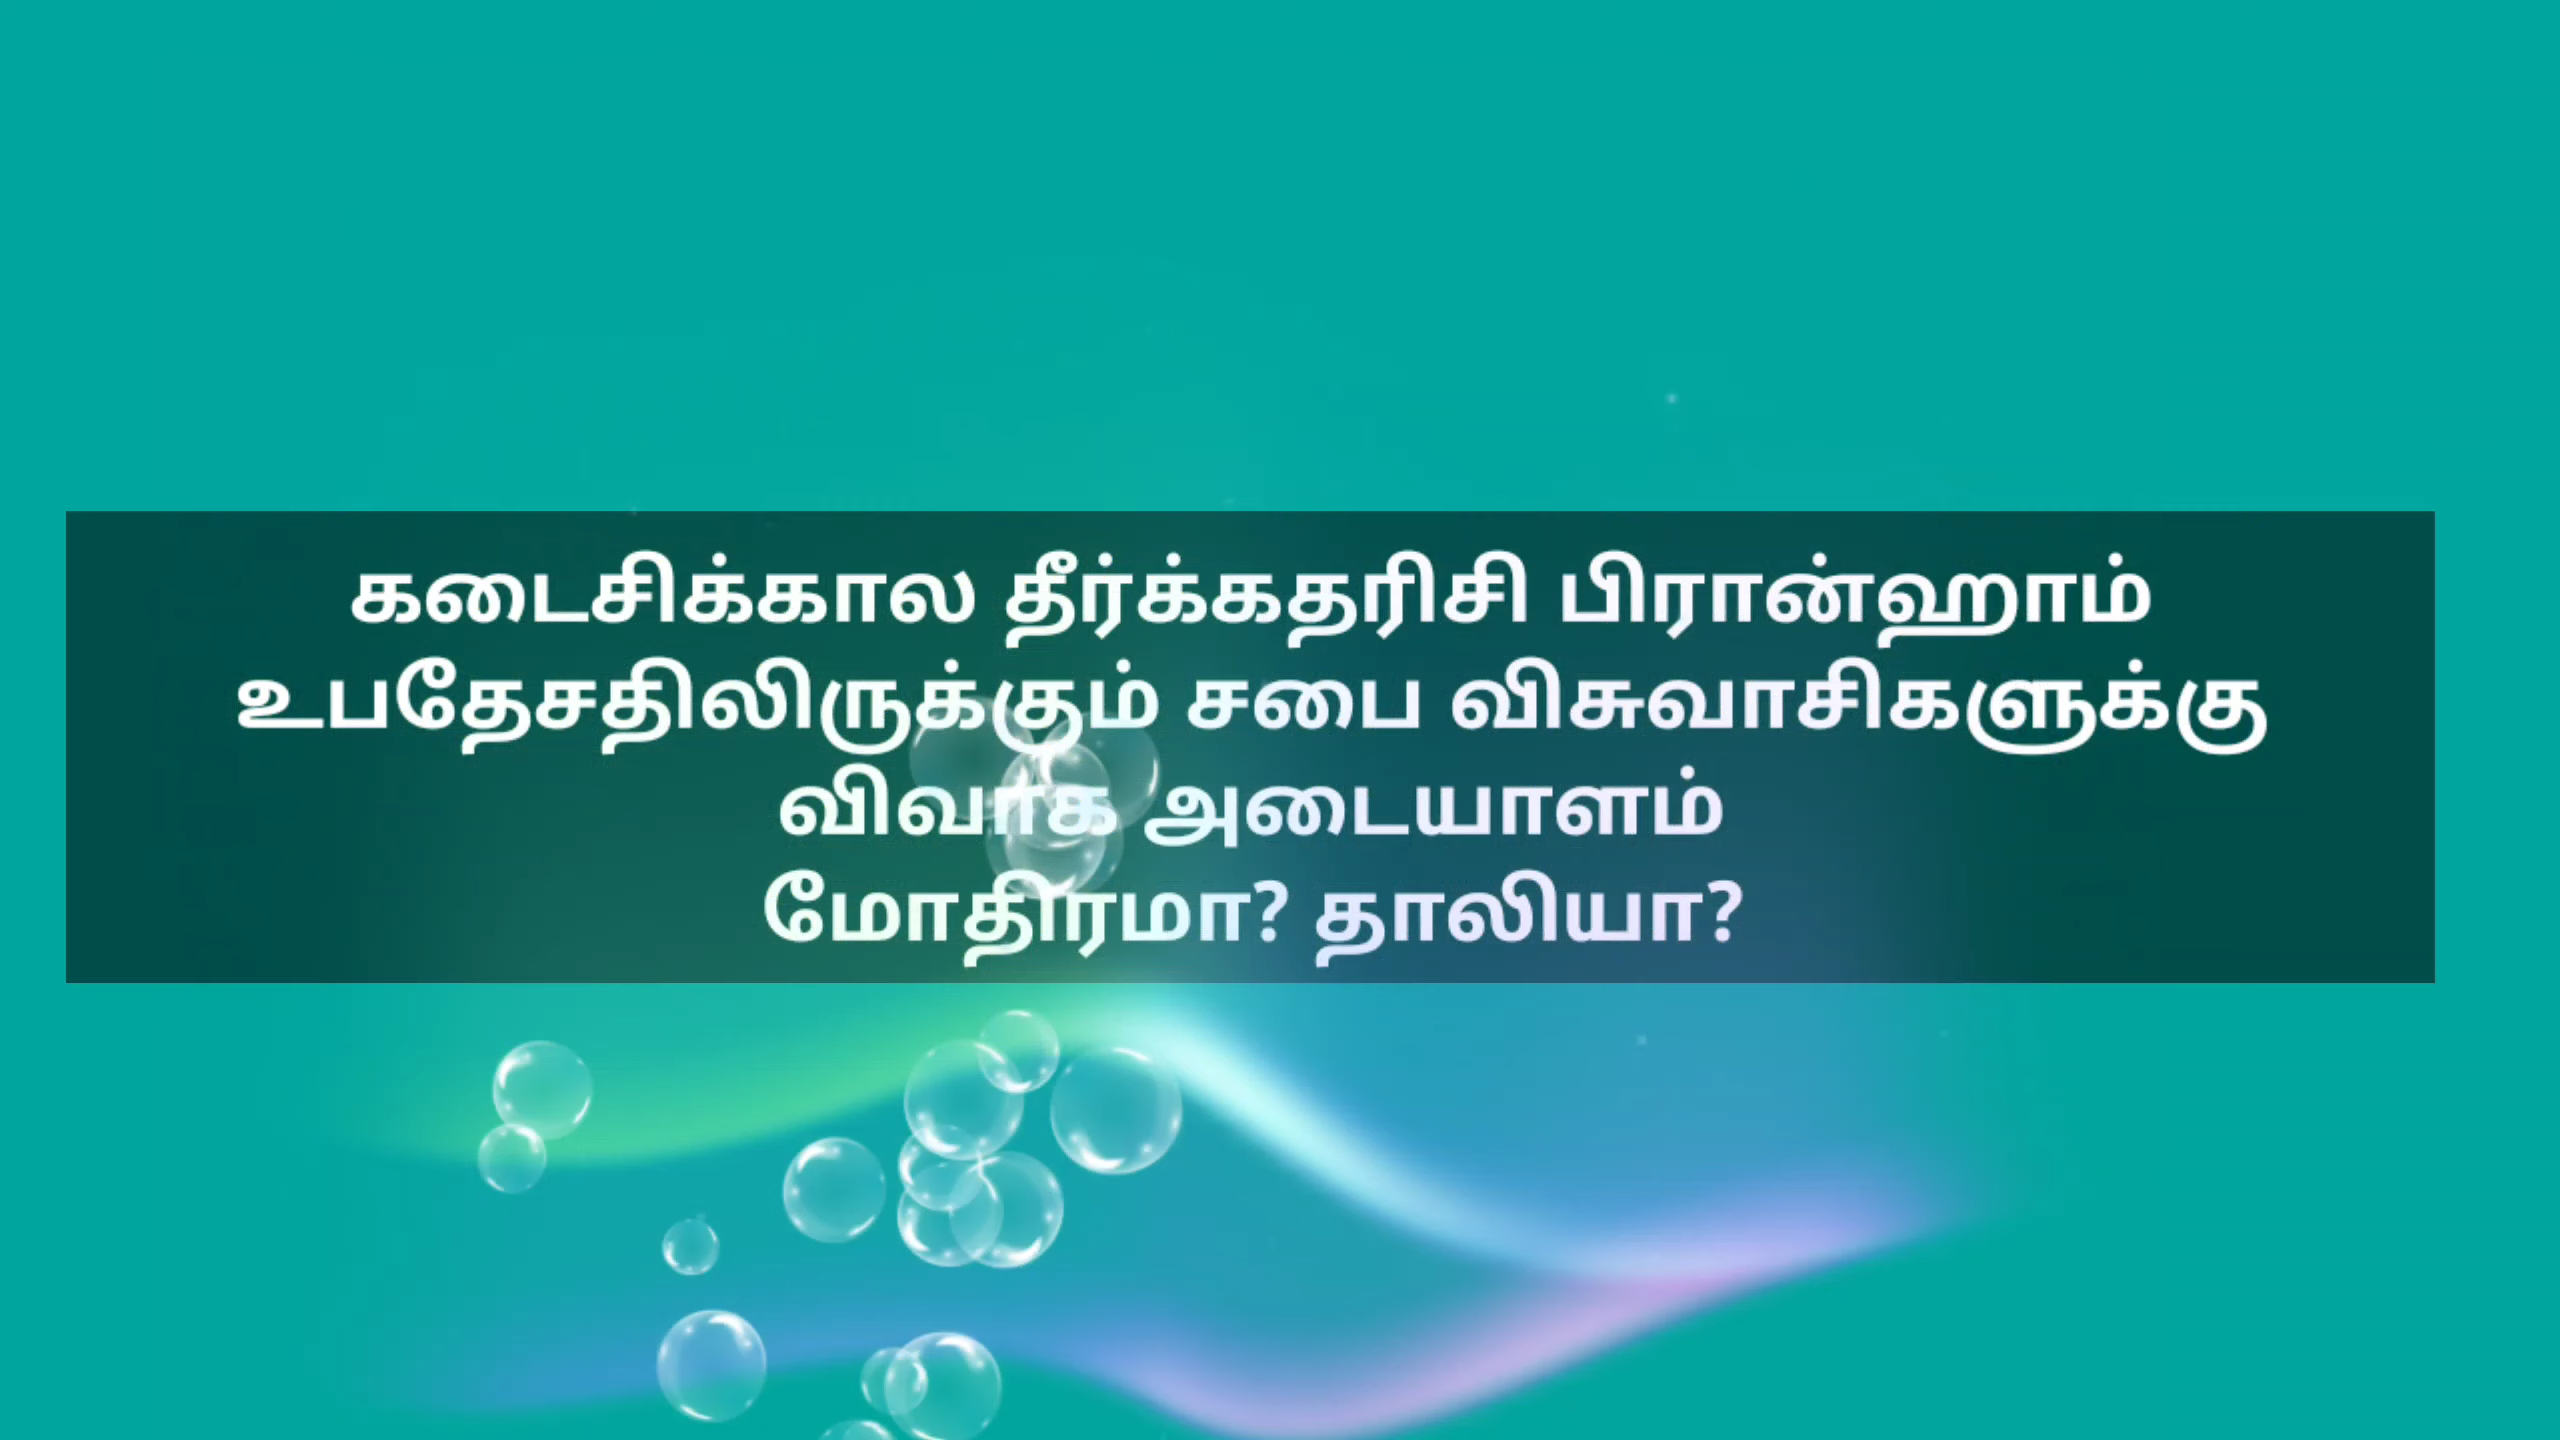 கடைசிக்கால தீர்க்கதரிசி பிரான்ஹாம்
உபதேசதிலிருக்கும் சபை விசுவாசிகளுக்கு
விவாக அடையாளம்
மோதிரமா? தாலியா?